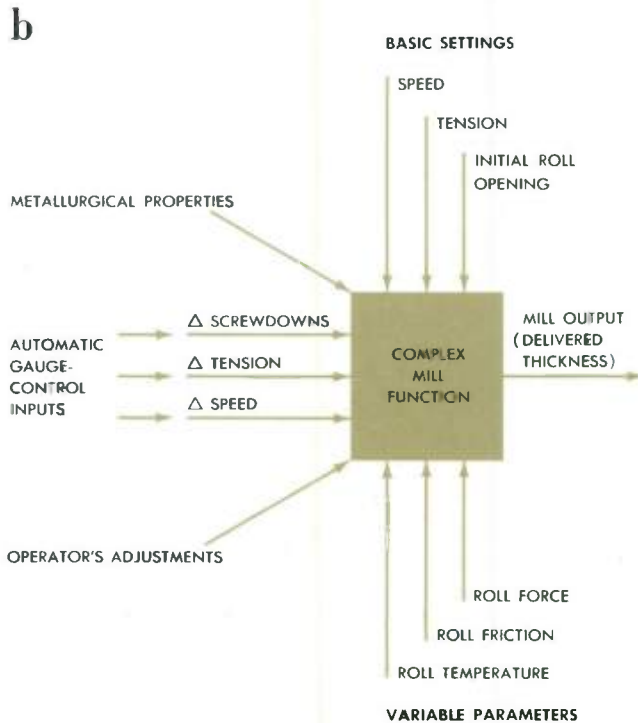 b
BASIC SETTINGS
SPEED
TENSION
INITIAL ROLL
OPENING
METALLURGICAL PROPERTIES
AUTOMATIC
GAUGE-
CONTROL
INPUTS
Δ SCREWDOWNS
Δ TENSION
Δ SPEED
COMPLEX
MILL
FUNCTION
MILL OUTPUT
(DELIVERED
THICKNESS)
OPERATOR'S ADJUSTMENTS
ROLL FORCE
ROLL FRICTION
ROLL TEMPERATURE
VARIABLE PARAMETERS